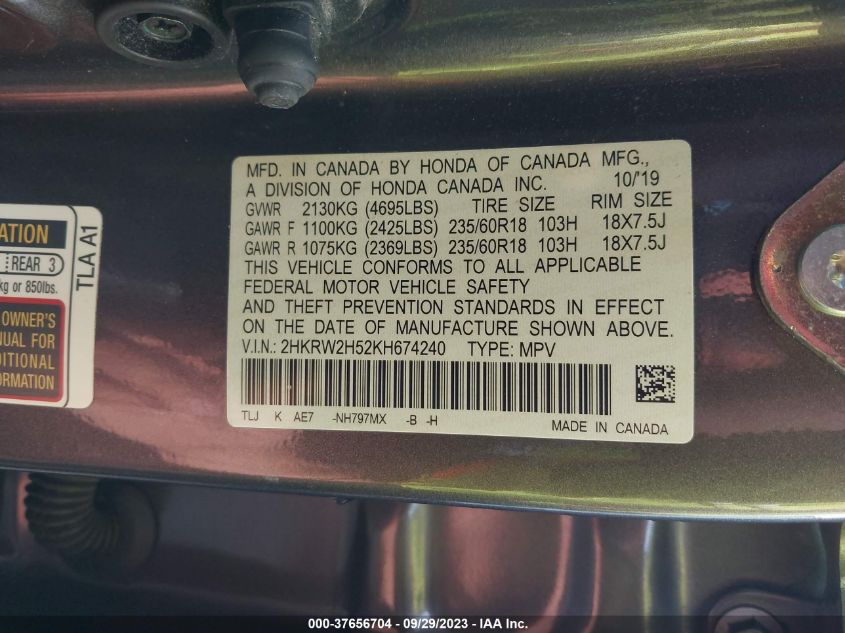 MFD. IN CANADA BY HONDA OF CANADA MFG.,
A DIVISION OF HONDA CANADA INC. 10/'19
GVWR 2130KG (4695LBS) TIRE SIZE RIM SIZE
GAWR F 1100KG (2425LBS) 235/60R18 103H 18X7.5J
GAWR R 1075KG (2369LBS) 235/60R18 103H 18X7.5J
THIS VEHICLE CONFORMS TO ALL APPLICABLE
FEDERAL MOTOR VEHICLE SAFETY
AND THEFT PREVENTION STANDARDS IN EFFECT
ON THE DATE OF MANUFACTURE SHOWN ABOVE.
V.I.N.: 2HKRW2H52KH674240 TYPE: MPV
TLJ K AE7 -NH797MX -B -H
MADE IN CANADA
ATION
REAR 3
kg or 850lbs.
OWNER'S
NUAL FOR
DITIONAL
FORMATION
TLA A1
000-37656704 - 09/29/2023 - IAA Inc.